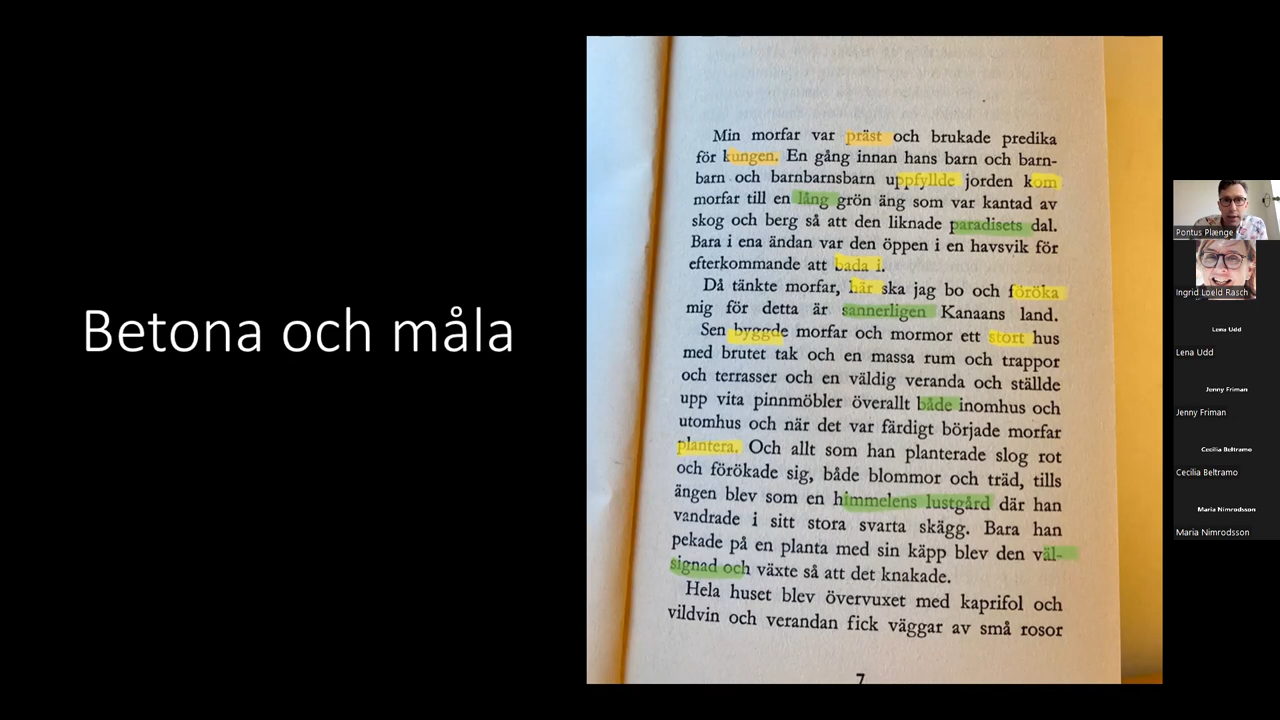 Betona och måla
Min morfar var präst och brukade predika
för kungen. En gång innan hans barn och barn-
barn och barnbarnsbarn uppfyllde jorden kom
morfar till en lång grön äng som var kantad av
skog och berg så att den liknade paradisets dal.
Bara i ena ändan var den öppen i en havsvik för
efterkommande att bada i.
Då tänkte morfar, här ska jag bo och föröka
mig för detta är sannerligen Kanaans land.
Sen byggde morfar och mormor ett stort hus
med brutet tak och en massa rum och trappor
och terrasser och en väldig veranda och ställde
upp vita pinnmöbler överallt både inomhus och
utomhus och när det var färdigt började morfar
plantera. Och allt som han planterade slog rot
och förökade sig, både blommor och träd, tills
ängen blev som en himmelens lustgård där han
vandrade i sitt stora svarta skägg. Bara han
pekade på en planta med sin käpp blev den väl-
signad och växte så att det knakade.
Hela huset blev övervuxet med kaprifol och
vildvin och verandan fick väggar av små rosor
7
Pontus Plænge
Ingrid Loeld Rasch
Lena Udd
Lena Udd
Jenny Friman
Jenny Friman
Cecilia Beltramo
Cecilia Beltramo
Maria Nimrodsson
Maria Nimrodsson